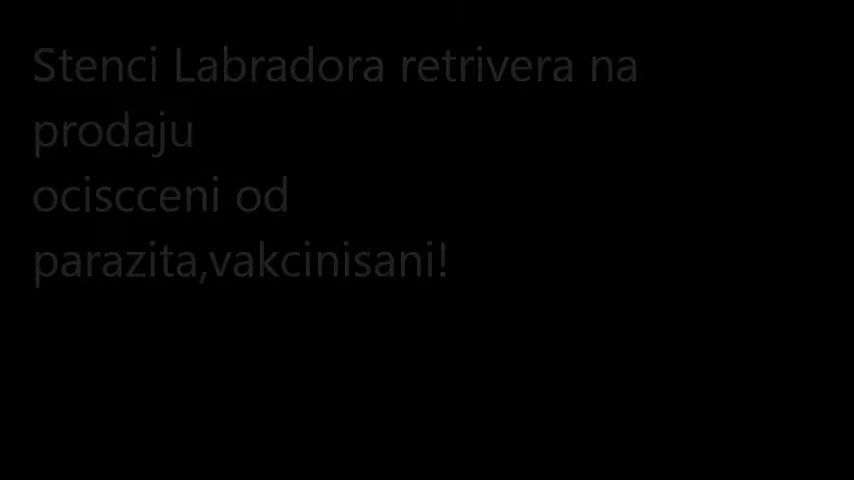 Stenci Labradora retrivera na
prodaju
ociscceni od
parazita,vakcinisani!